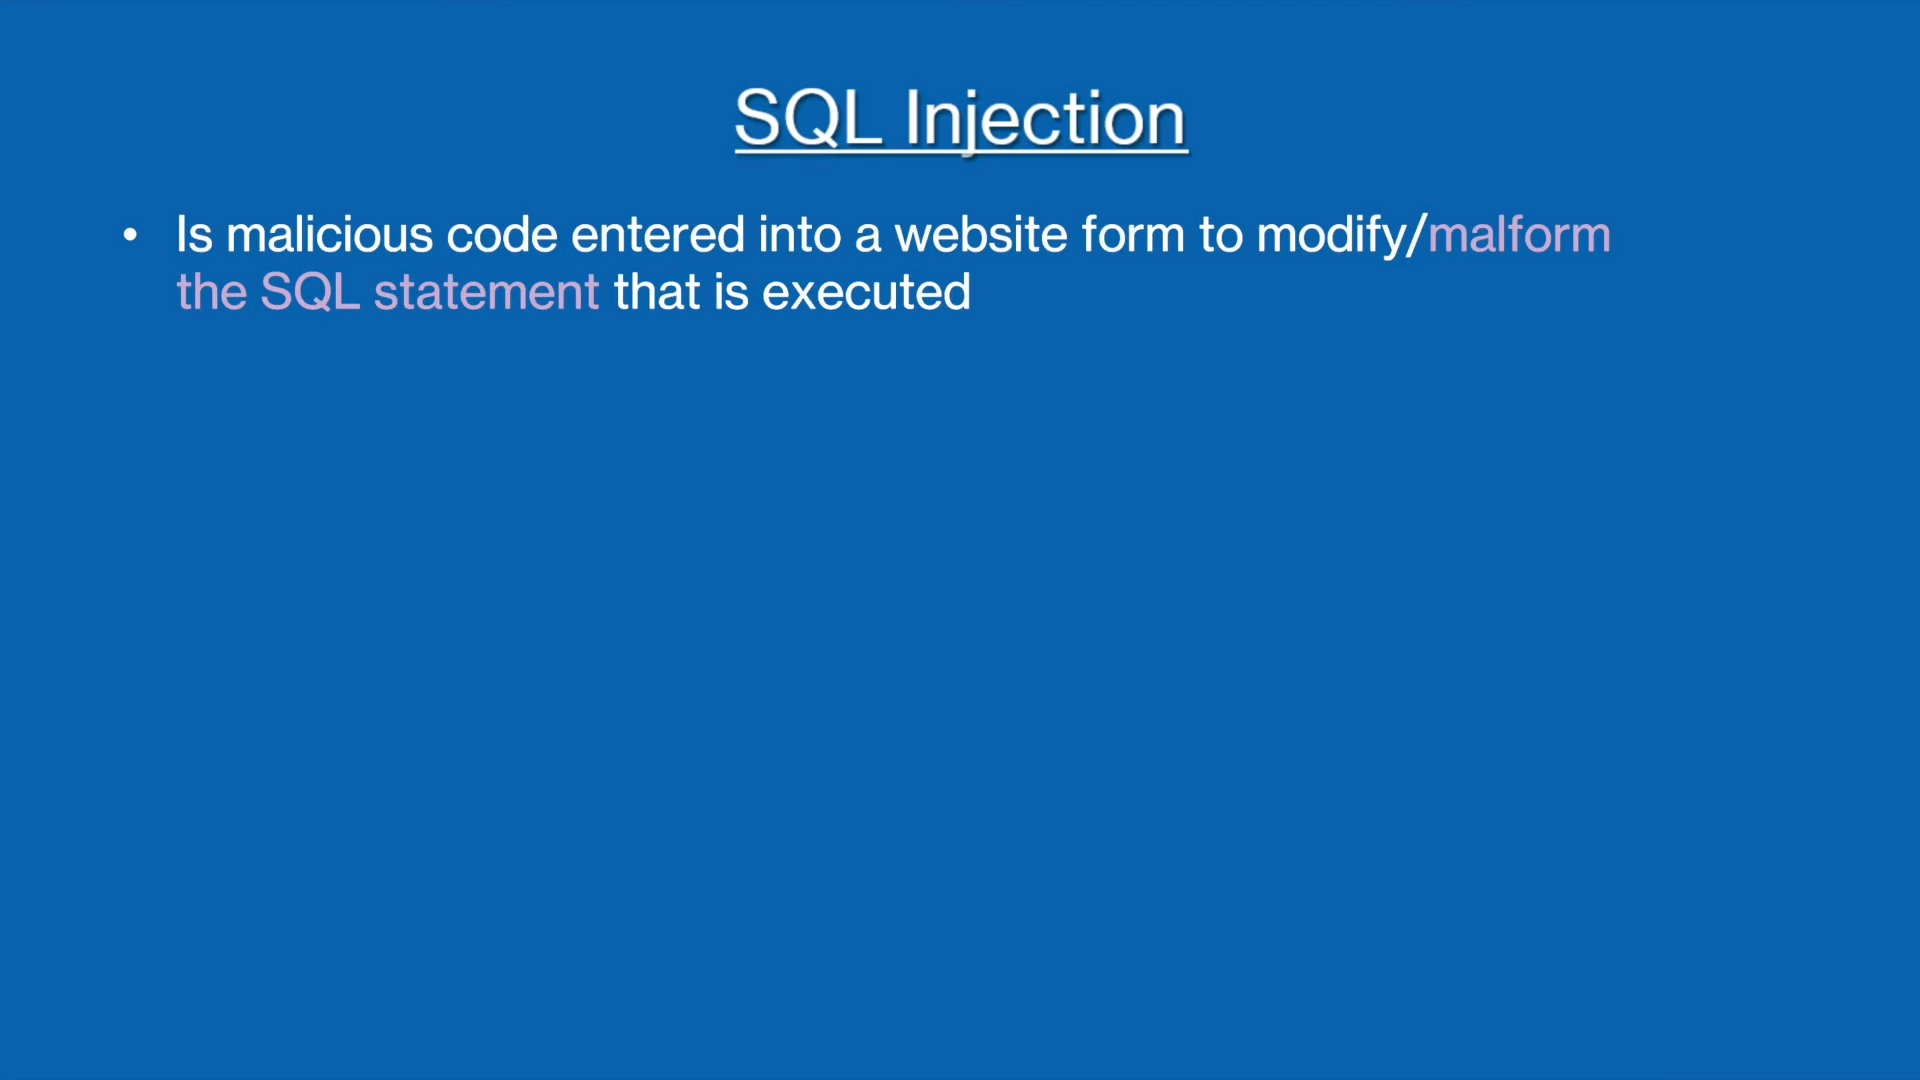 SQL Injection
• Is malicious code entered into a website form to modify/malform
the SQL statement that is executed